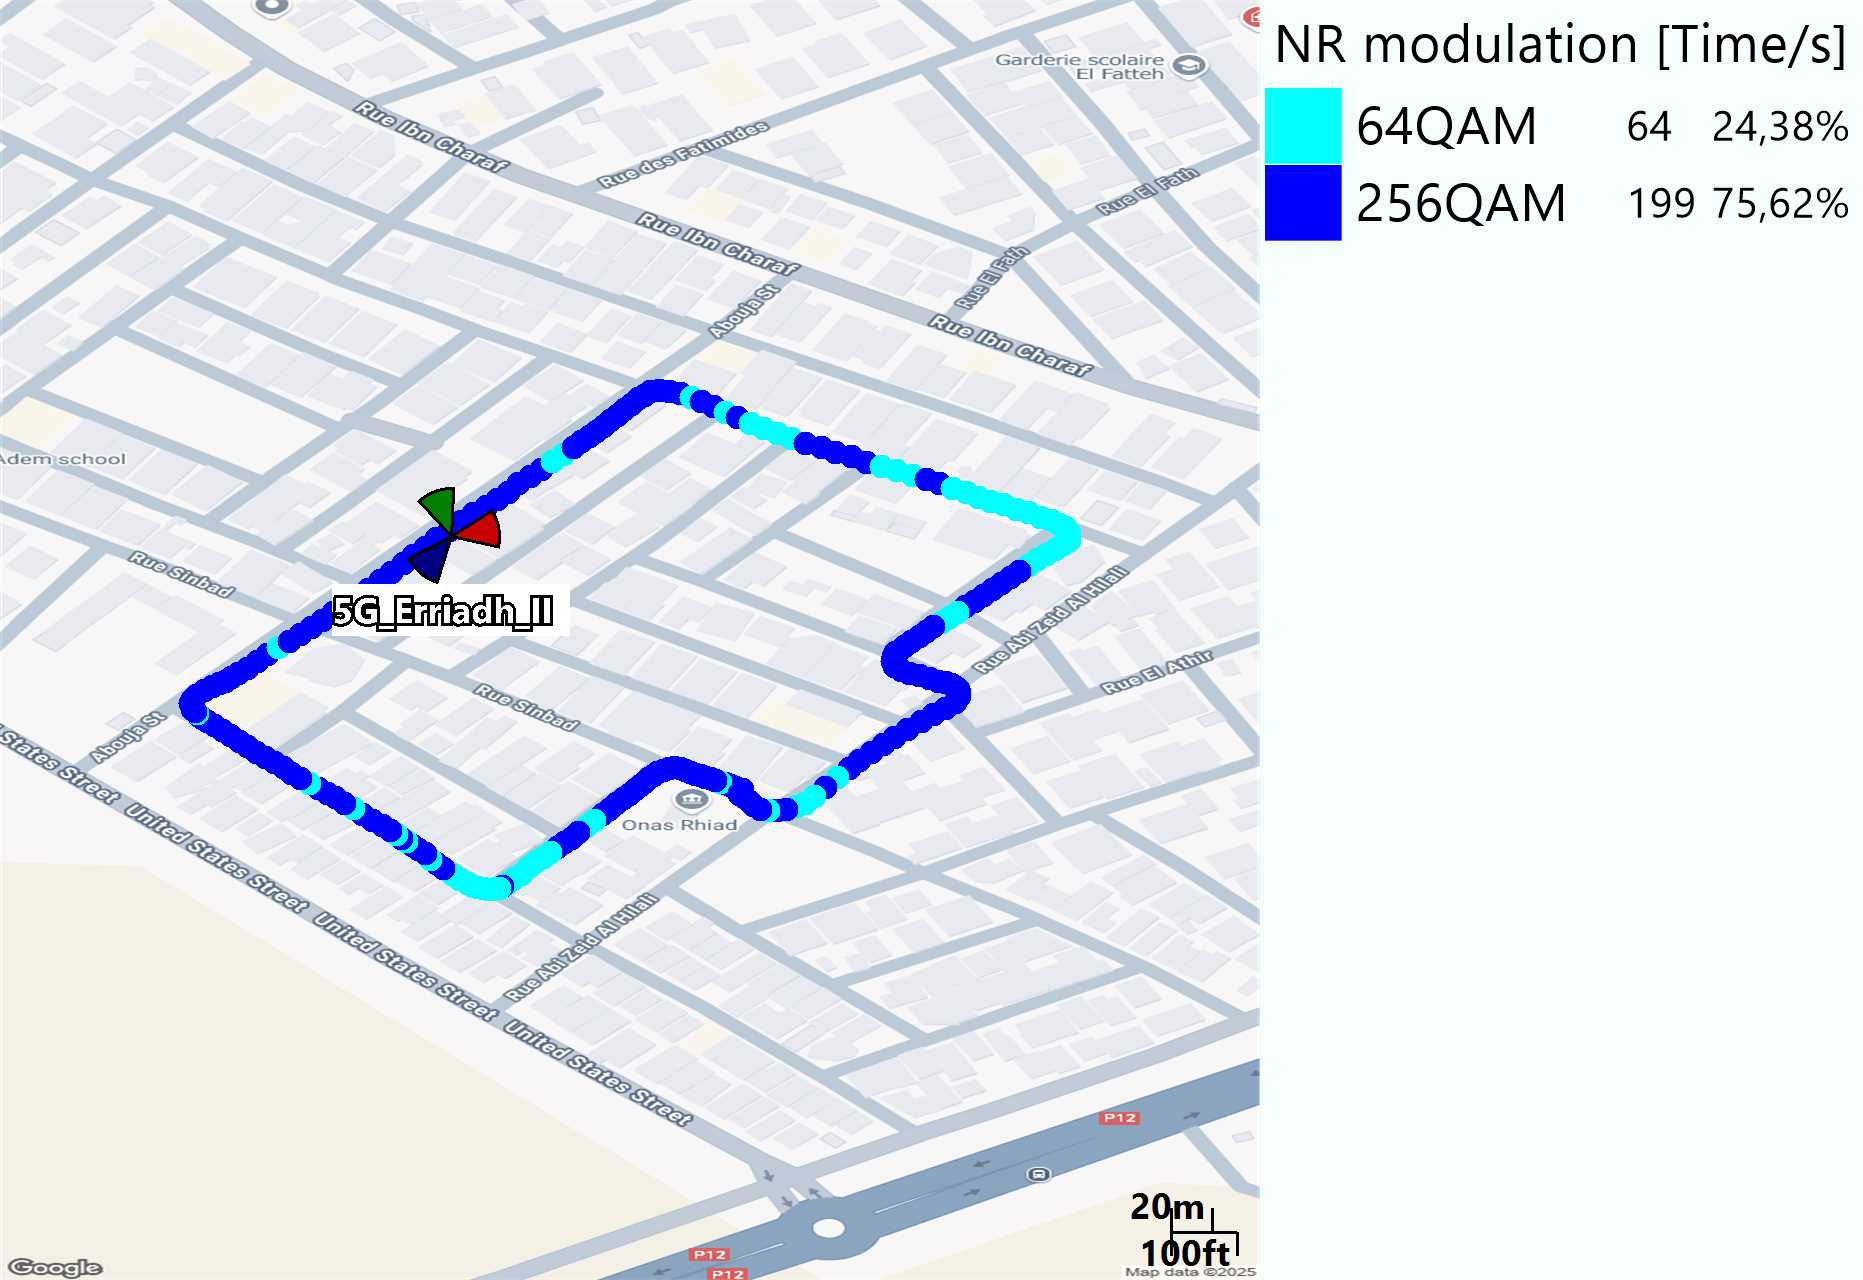 NR modulation [Time/s]
64QAM 64 24,38%
256QAM 199 75,62%
Garderie scolaire
El Fatteh
Rue Ibn Charaf
Rue des Fatimides
Rue El Fath
Rue Ibn Charaf
Rue El Fath
Abouja St
Rue Ibn Charaf
Adem school
Rue Sinbad
5G_Erriadh_II
Rue Abi Zeid Al Hilali
Rue El Athir
Rue Sinbad
Abouja St
States Street
United States Street
Onas Rhiad
United States Street
Rue Abi Zeid Al Hilali
United States Street
P12
20m
100ft
P12
P12
Google
Map data ©2025